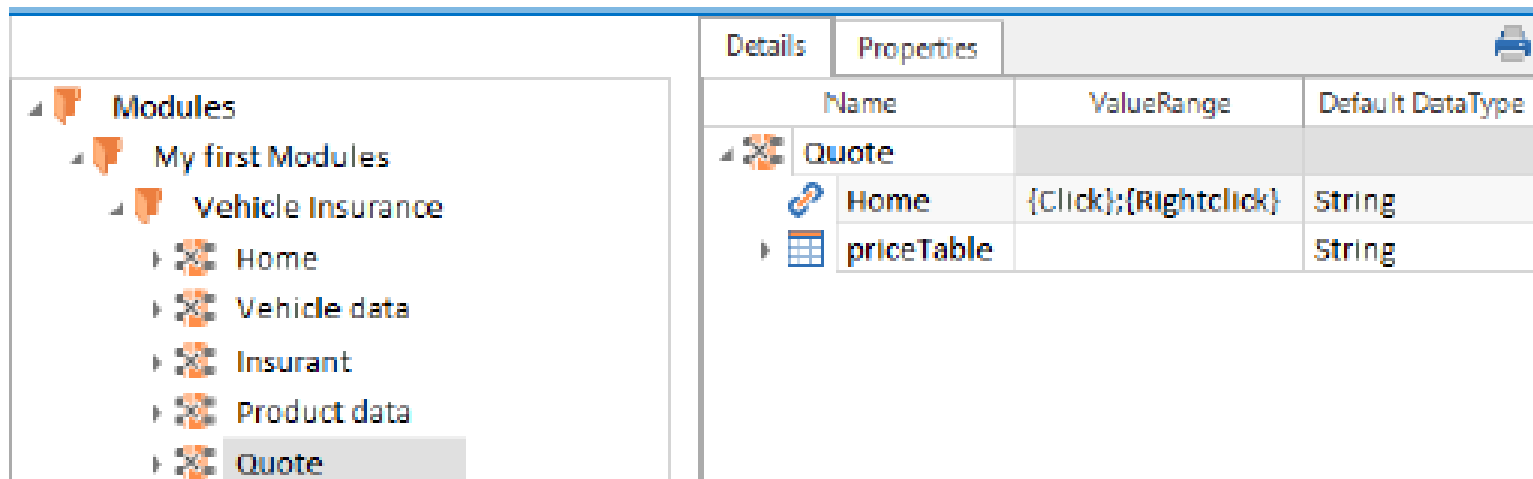 Modules
My first Modules
Vehicle Insurance
Home
Vehicle data
Insurant
Product data
Quote
Details Properties
Name ValueRange Default DataType
Quote
Home {Click};{Rightclick} String
priceTable String